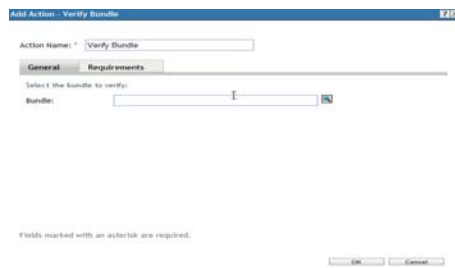 Add Action - Verify Bundle
Action Name: * Verify Bundle
General Requirements
Select the bundle to verify:
Bundle:
Fields marked with an asterisk are required.
OK Cancel